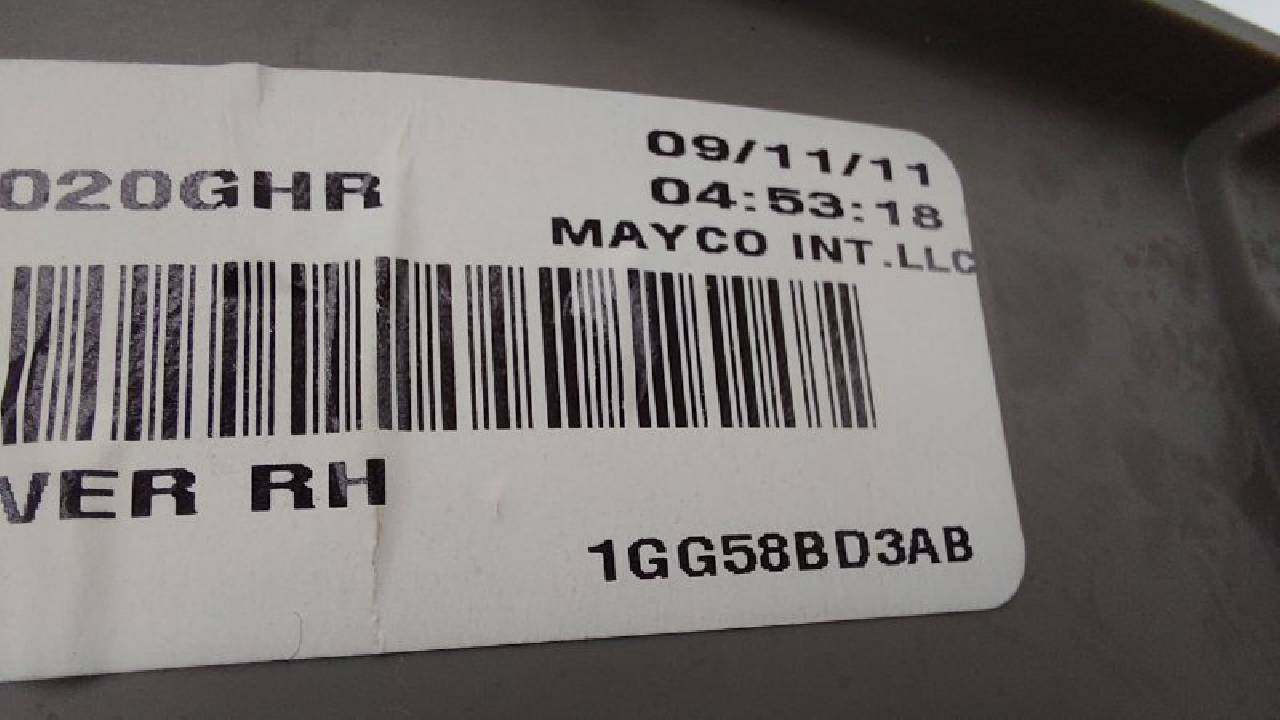 020GHR
09/11/11
04:53:18
MAYCO INT.LLC
VER RH
1GG58BD3AB